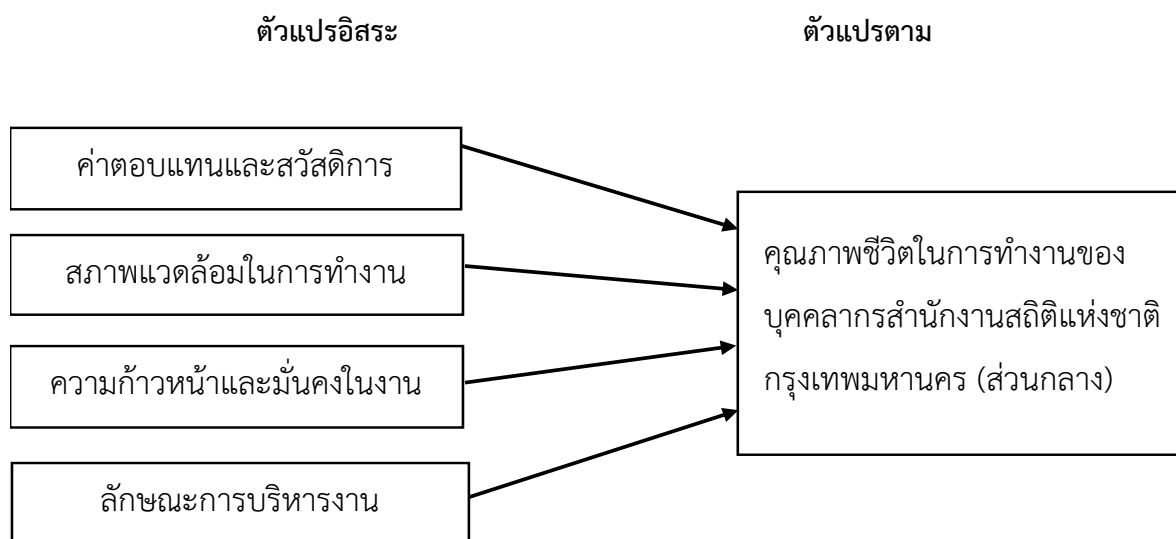 ตัวแปรอิสระ
ตัวแปรตาม
ค่าตอบแทนและสวัสดิการ
สภาพแวดล้อมในการทำงาน
ความก้าวหน้าและมั่นคงในงาน
ลักษณะการบริหารงาน
คุณภาพชีวิตในการทำงานของ
บุคคลากรสำนักงานสถิติแห่งชาติ
กรุงเทพมหานคร (ส่วนกลาง)